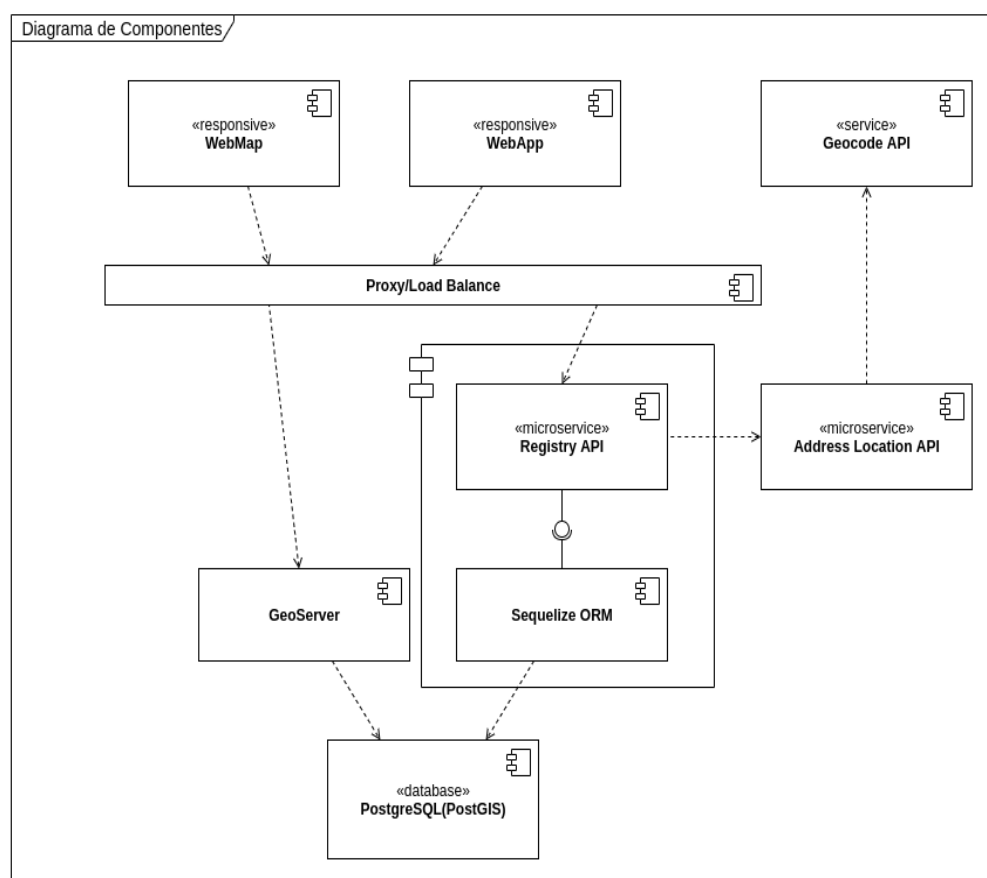 Diagrama de Componentes
«responsive»
WebMap
«responsive»
WebApp
«service»
Geocode API
Proxy/Load Balance
«microservice»
Registry API
«microservice»
Address Location API
GeoServer
Sequelize ORM
«database»
PostgreSQL(PostGIS)